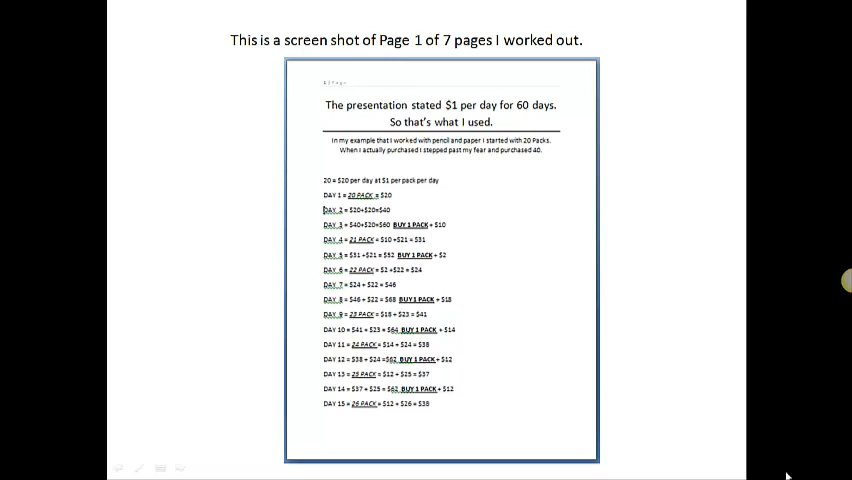 This is a screen shot of Page 1 of 7 pages I worked out.
The presentation stated $1 per day for 60 days.
So that's what I used.
In my example that I worked with pencil and paper I started with 20 Packs.
When I actually purchased I stepped past my fear and purchased 40.
20 = $20 per day at $1 per pack per day
DAY 1 = 20 PACK = $20
DAY 2 = $20+$20=$40
DAY 3 = $40+$20=$60 BUY 1 PACK + $10
DAY 4 = 21 PACK = $10 +$21 = $31
DAY 5 = $31 +$21 = $52 BUY 1 PACK + $2
DAY 6 = 22 PACK = $2 +$22 = $24
DAY 7 = $24 + $22 = $46
DAY 8 = $46 + $22 = $68 BUY 1 PACK + $18
DAY 9 = 23 PACK = $18 + $23 = $41
DAY 10 = $41 + $23 = $64 BUY 1 PACK + $14
DAY 11 = 24 PACK = $14 + $24 = $38
DAY 12 = $38 + $24 =$62 BUY 1 PACK + $12
DAY 13 = 25 PACK = $12 + $25 = $37
DAY 14 = $37 + $25 = $62 BUY 1 PACK + $12
DAY 15 = 26 PACK = $12 + $26 = $38